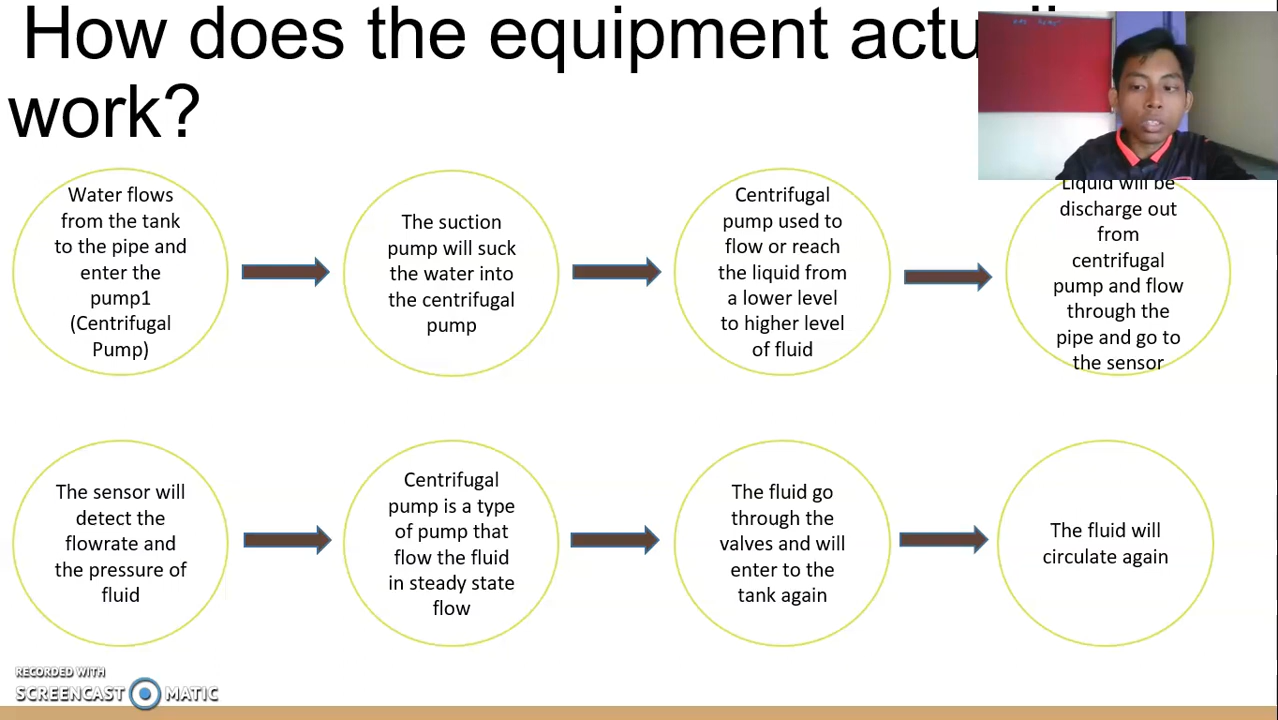 How does the equipment
work?
Water flows
from the tank
to the pipe and
enter the
pump1
(Centrifugal
Pump)
The suction
pump will suck
the water into
the centrifugal
pump
Centrifugal
pump used to
flow or reach
the liquid from
a lower level
to higher level
of fluid
Liquid will be
discharge out
from
centrifugal
pump and flow
through the
pipe and go to
the sensor
The sensor will
detect the
flowrate and
the pressure of
fluid
Centrifugal
pump is a type
of pump that
flow the fluid
in steady state
flow
The fluid go
through the
valves and will
enter to the
tank again
The fluid will
circulate again
RECORDED WITH
SCREENCAST MATIC